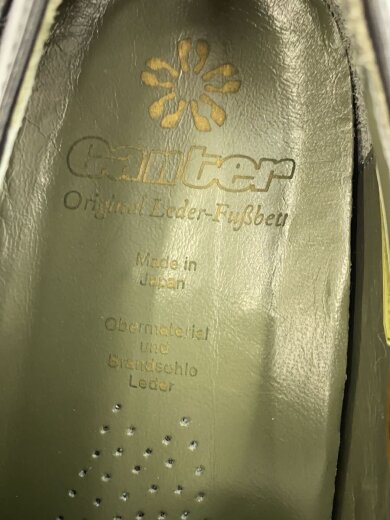 Ganter
Original Leder-Fußbett
Made in
Japan
Obermaterial
und
Brandsohle
Leder